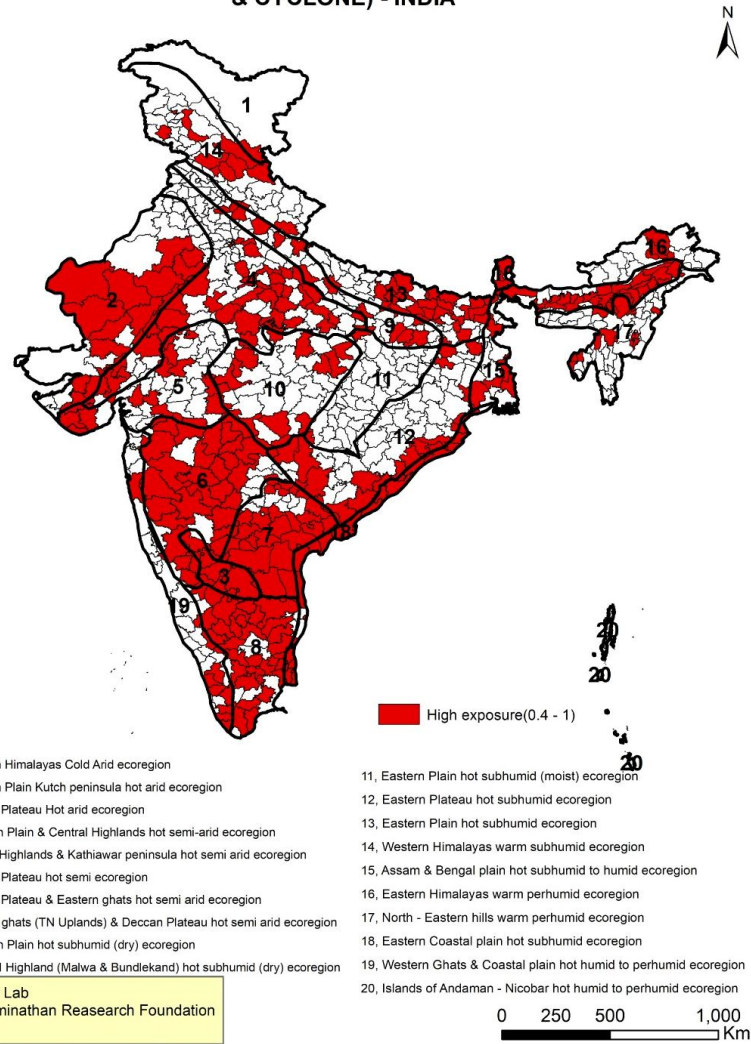 & CYCLONE) - INDIA
N
1
14
16
2
4
16
13
9
17
5
10
11
15
12
6
7
18
3
19
8
20
20
20
High exposure(0.4 - 1)
Himalayas Cold Arid ecoregion
Plain Kutch peninsula hot arid ecoregion
Plateau Hot arid ecoregion
Plain & Central Highlands hot semi-arid ecoregion
Highlands & Kathiawar peninsula hot semi arid ecoregion
Plateau hot semi ecoregion
Plateau & Eastern ghats hot semi arid ecoregion
ghats (TN Uplands) & Deccan Plateau hot semi arid ecoregion
Plain hot subhumid (dry) ecoregion
Highland (Malwa & Bundlekand) hot subhumid (dry) ecoregion
11, Eastern Plain hot subhumid (moist) ecoregion
12, Eastern Plateau hot subhumid ecoregion
13, Eastern Plain hot subhumid ecoregion
14, Western Himalayas warm subhumid ecoregion
15, Assam & Bengal plain hot subhumid to humid ecoregion
16, Eastern Himalayas warm perhumid ecoregion
17, North - Eastern hills warm perhumid ecoregion
18, Eastern Coastal plain hot subhumid ecoregion
19, Western Ghats & Coastal plain hot humid to perhumid ecoregion
20, Islands of Andaman - Nicobar hot humid to perhumid ecoregion
Lab
minathan Reasearch Foundation
0 250 500 1,000
Km